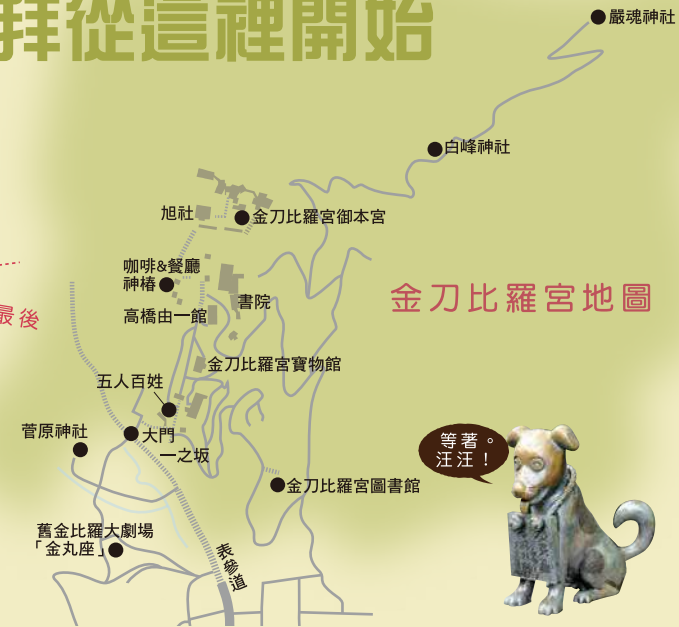 拜從這裡開始
嚴魂神社
白峰神社
旭社
金刀比羅宮御本宮
咖啡&餐廳
神椿
書院
高橋由一館
金刀比羅宮地圖
最後
金刀比羅宮寶物館
五人百姓
菅原神社
大門
一之坂
等著。
汪汪！
金刀比羅宮圖書館
舊金比羅大劇場
「金丸座」
表參道